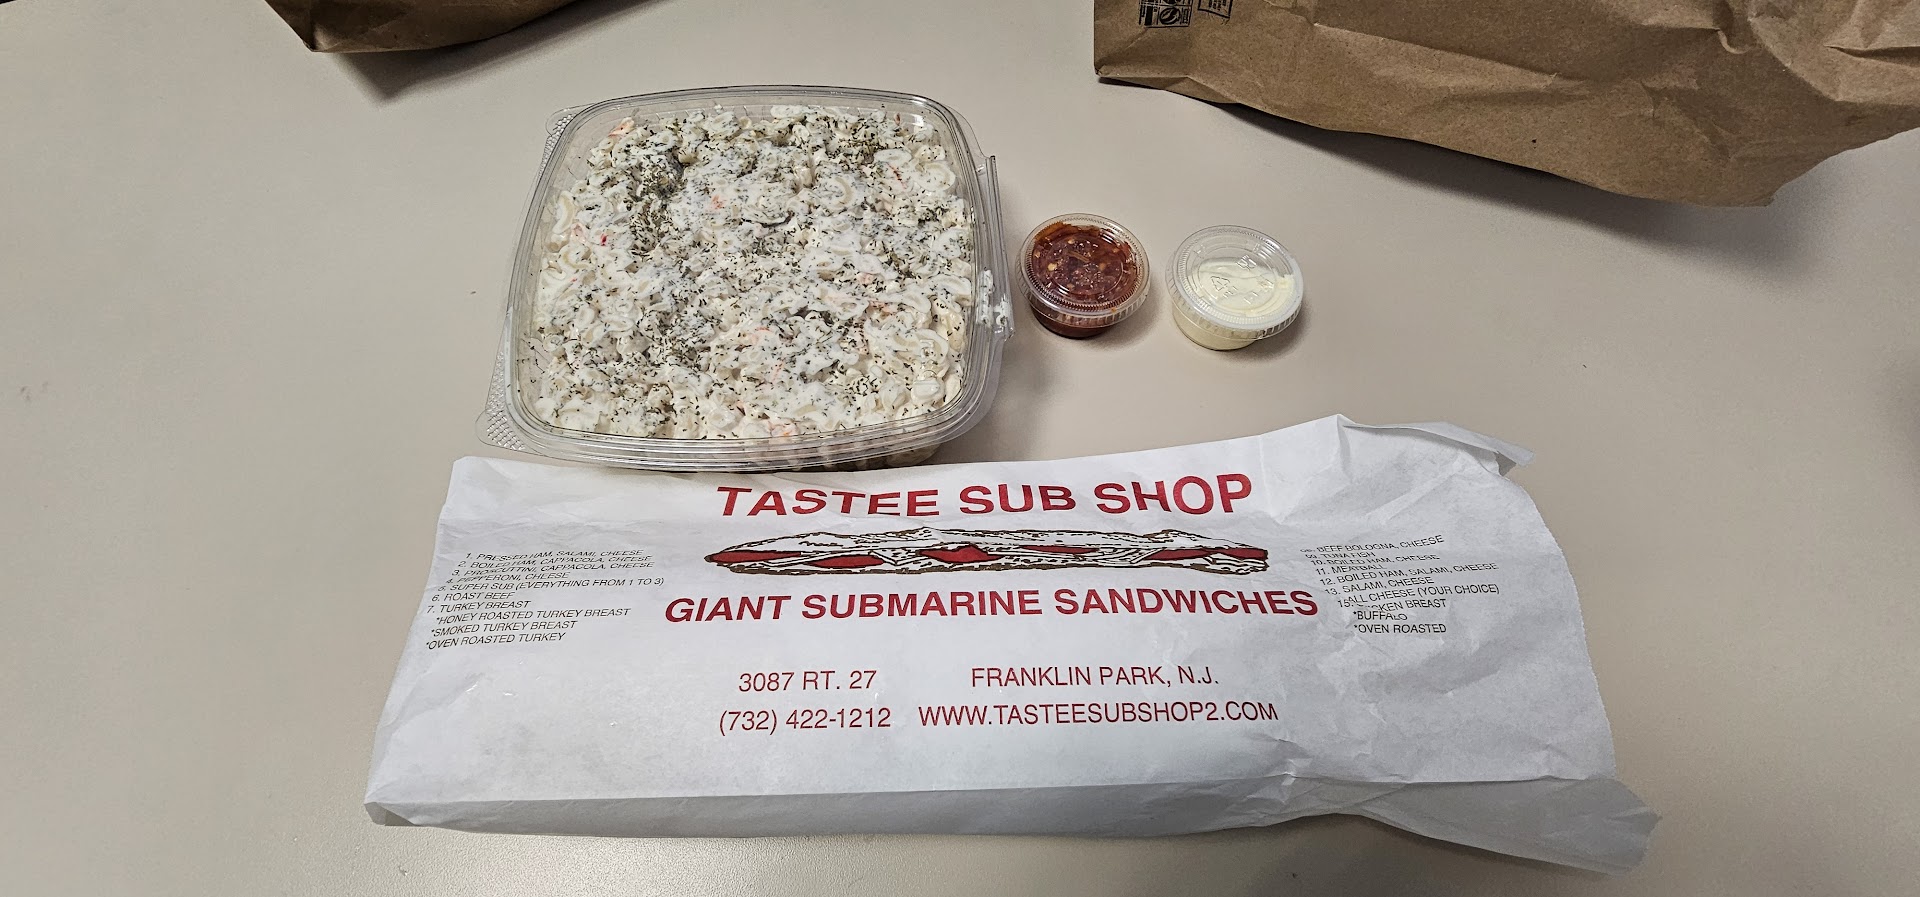 TASTEE SUB SHOP
1. PRESSED HAM, SALAMI, CHEESE
2. BOILED HAM, CAPPACOLA, CHEESE
3. PROSCUTTINI, CAPPACOLA, CHEESE
4. PEPPERONI, CHEESE
5. SUPER SUB (EVERYTHING FROM 1 TO 3)
6. ROAST BEEF
7. TURKEY BREAST
*HONEY ROASTED TURKEY BREAST
*SMOKED TURKEY BREAST
*OVEN ROASTED TURKEY
GIANT SUBMARINE SANDWICHES
BEEF BOLOGNA, CHEESE
TUNA FISH
10. BOILED HAM, CHEESE
11. MEATBALL
12. BOILED HAM, SALAMI, CHEESE
13. SALAMI, CHEESE
ALL CHEESE (YOUR CHOICE)
15. BREAST
*BUFFALO
*OVEN ROASTED
3087 RT. 27 FRANKLIN PARK, N.J.
(732) 422-1212 WWW.TASTEESUBSHOP2.COM